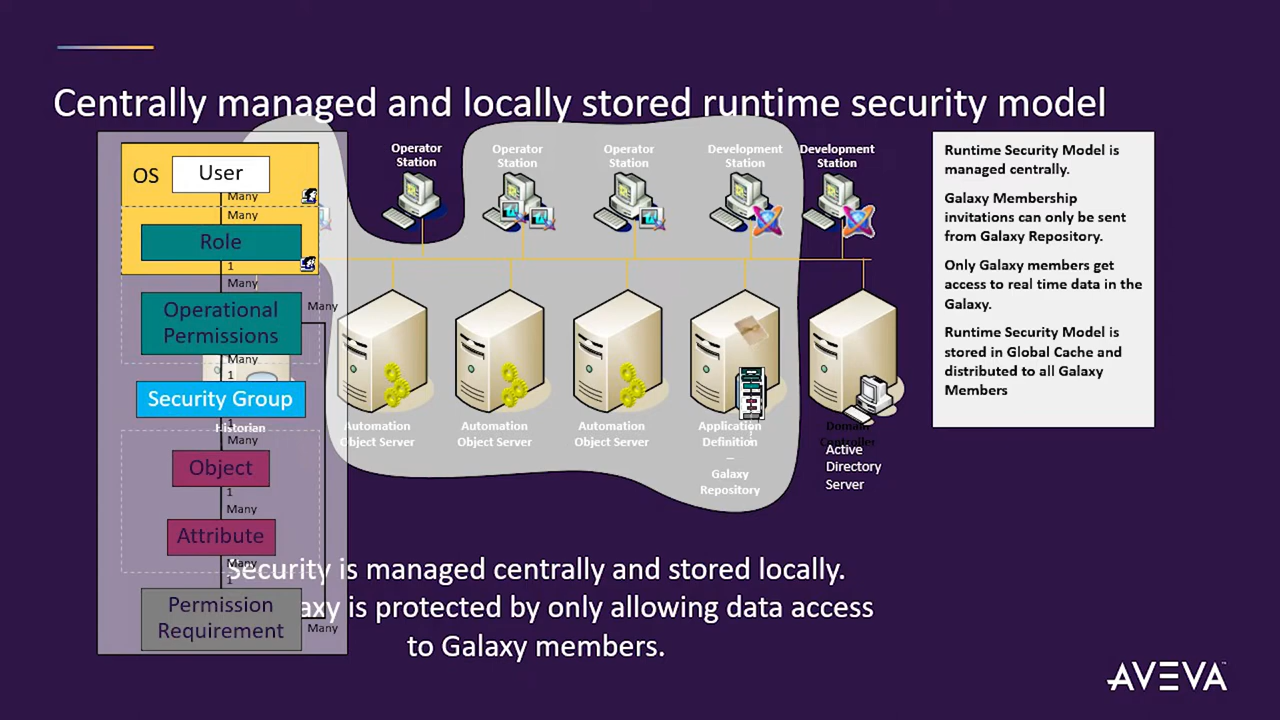 Centrally managed and locally stored runtime security model
OS
User
Many
Many
Role
1
Many
Operational
Permissions
Many
Many
1
Security Group
1
Many
Object
1
Many
Attribute
Many
1
Permission
Requirement
Many
Historian
Operator
Station
Operator
Station
Operator
Station
Development
Station
Development
Station
Automation
Object Server
Automation
Object Server
Automation
Object Server
Application
Definition
–
Galaxy
Repository
Domain
Controller
Active
Directory
Server
Runtime Security Model is
managed centrally.
Galaxy Membership
invitations can only be sent
from Galaxy Repository.
Only Galaxy members get
access to real time data in the
Galaxy.
Runtime Security Model is
stored in Global Cache and
distributed to all Galaxy
Members
Security is managed centrally and stored locally.
is protected by only allowing data access
to Galaxy members.
AVEVA